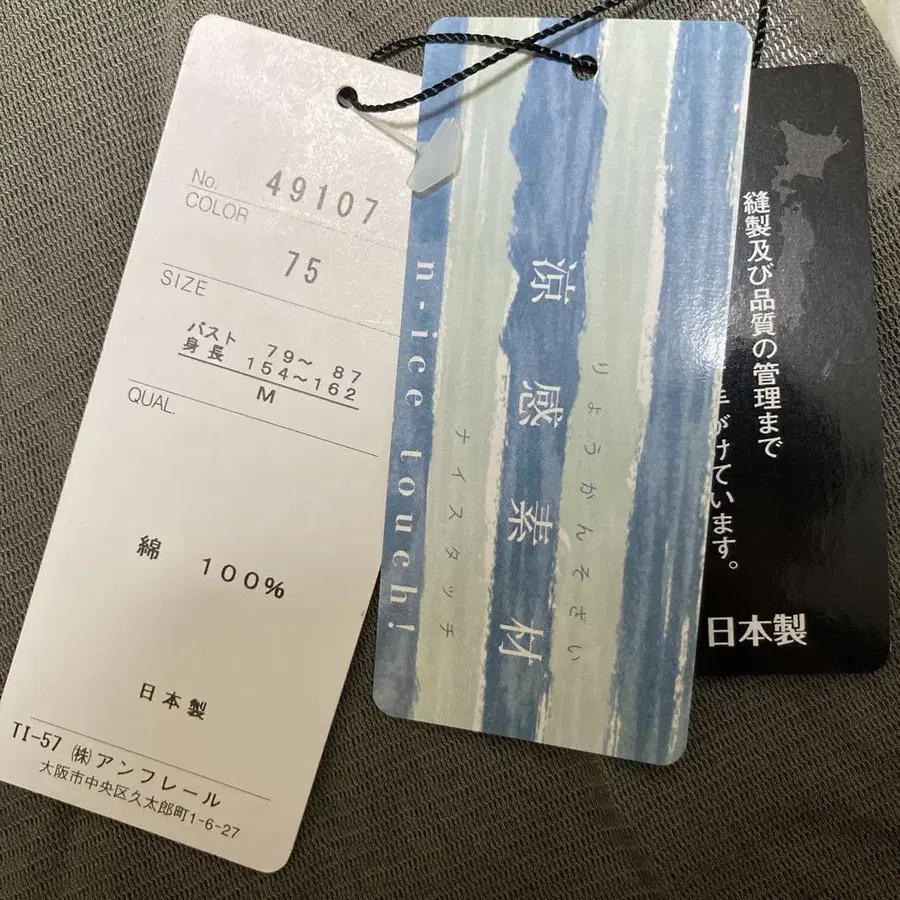 No. 49107
COLOR
75
SIZE
バスト 79～ 87
身長 154～162
M
QUAL.
綿 100%
日本製
TI-57 ㈱アンフレール
大阪市中央区久太郎町1-6-27
n-ice touch!
ナイスタッチ
涼感素材
りょうかんそざい
縫製及び品質の管理まで
がけています。
日本製